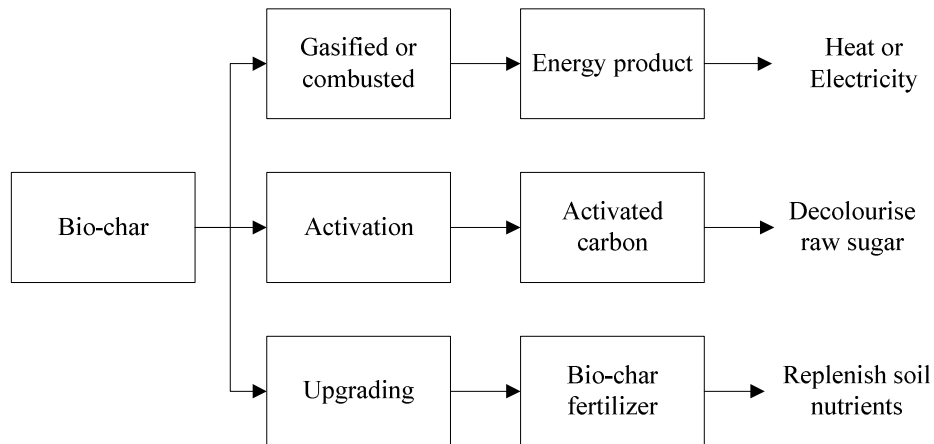 Gasified or
combusted
Energy product
Heat or
Electricity
Bio-char
Activation
Activated
carbon
Decolourise
raw sugar
Upgrading
Bio-char
fertilizer
Replenish soil
nutrients